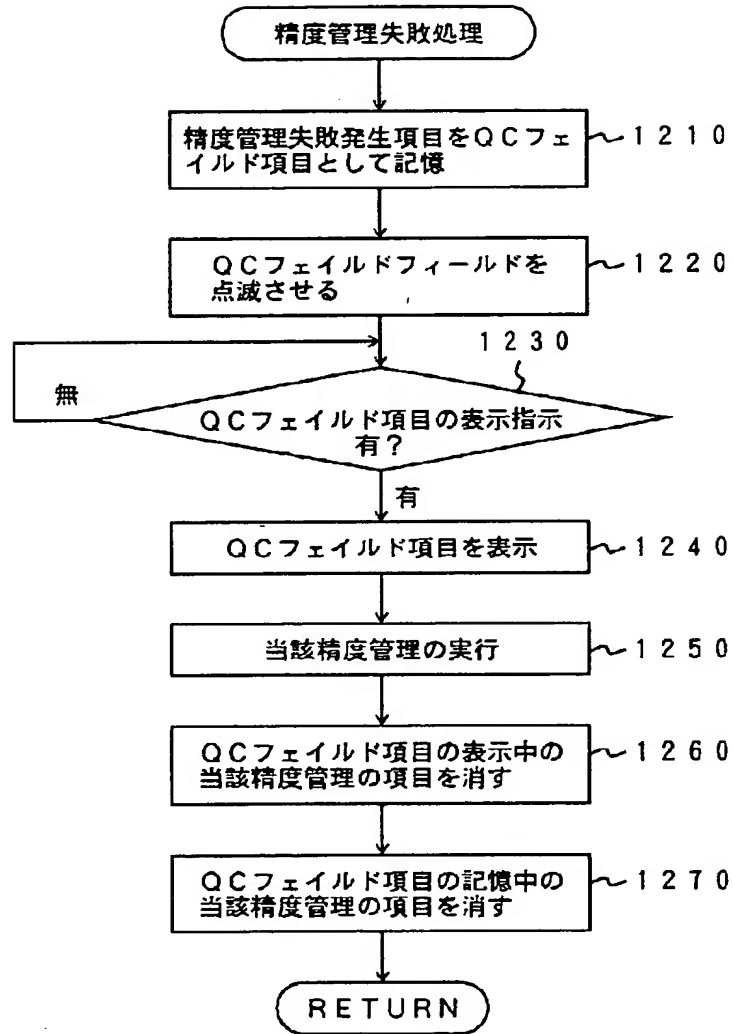 精度管理失敗処理
精度管理失敗発生項目をQCフェ
イルド項目として記憶
1210
QCフェイルドフィールドを
点滅させる
1220
1230
無
QCフェイルド項目の表示指示
有?
有
QCフェイルド項目を表示
1240
当該精度管理の実行
1250
QCフェイルド項目の表示中の
当該精度管理の項目を消す
1260
QCフェイルド項目の記憶中の
当該精度管理の項目を消す
1270
RETURN